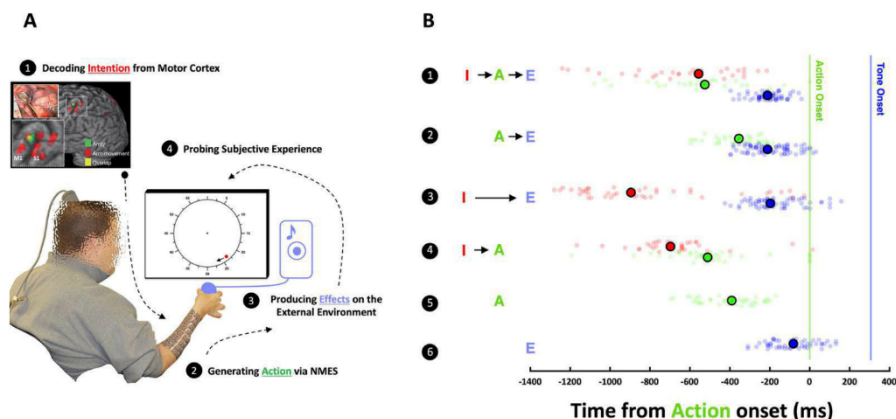 A
1 Decoding Intention from Motor Cortex
M1 S1
Array
Arm movement
Overlap
4 Probing Subjective Experience
3 Producing Effects on the
External Environment
2 Generating Action via NMES
B
1 I A E
2 A E
3 I E
4 I A
5 A
6 E
Action Onset
Tone Onset
-1400 -1200 -1000 -800 -600 -400 -200 0 200 400
Time from Action onset (ms)